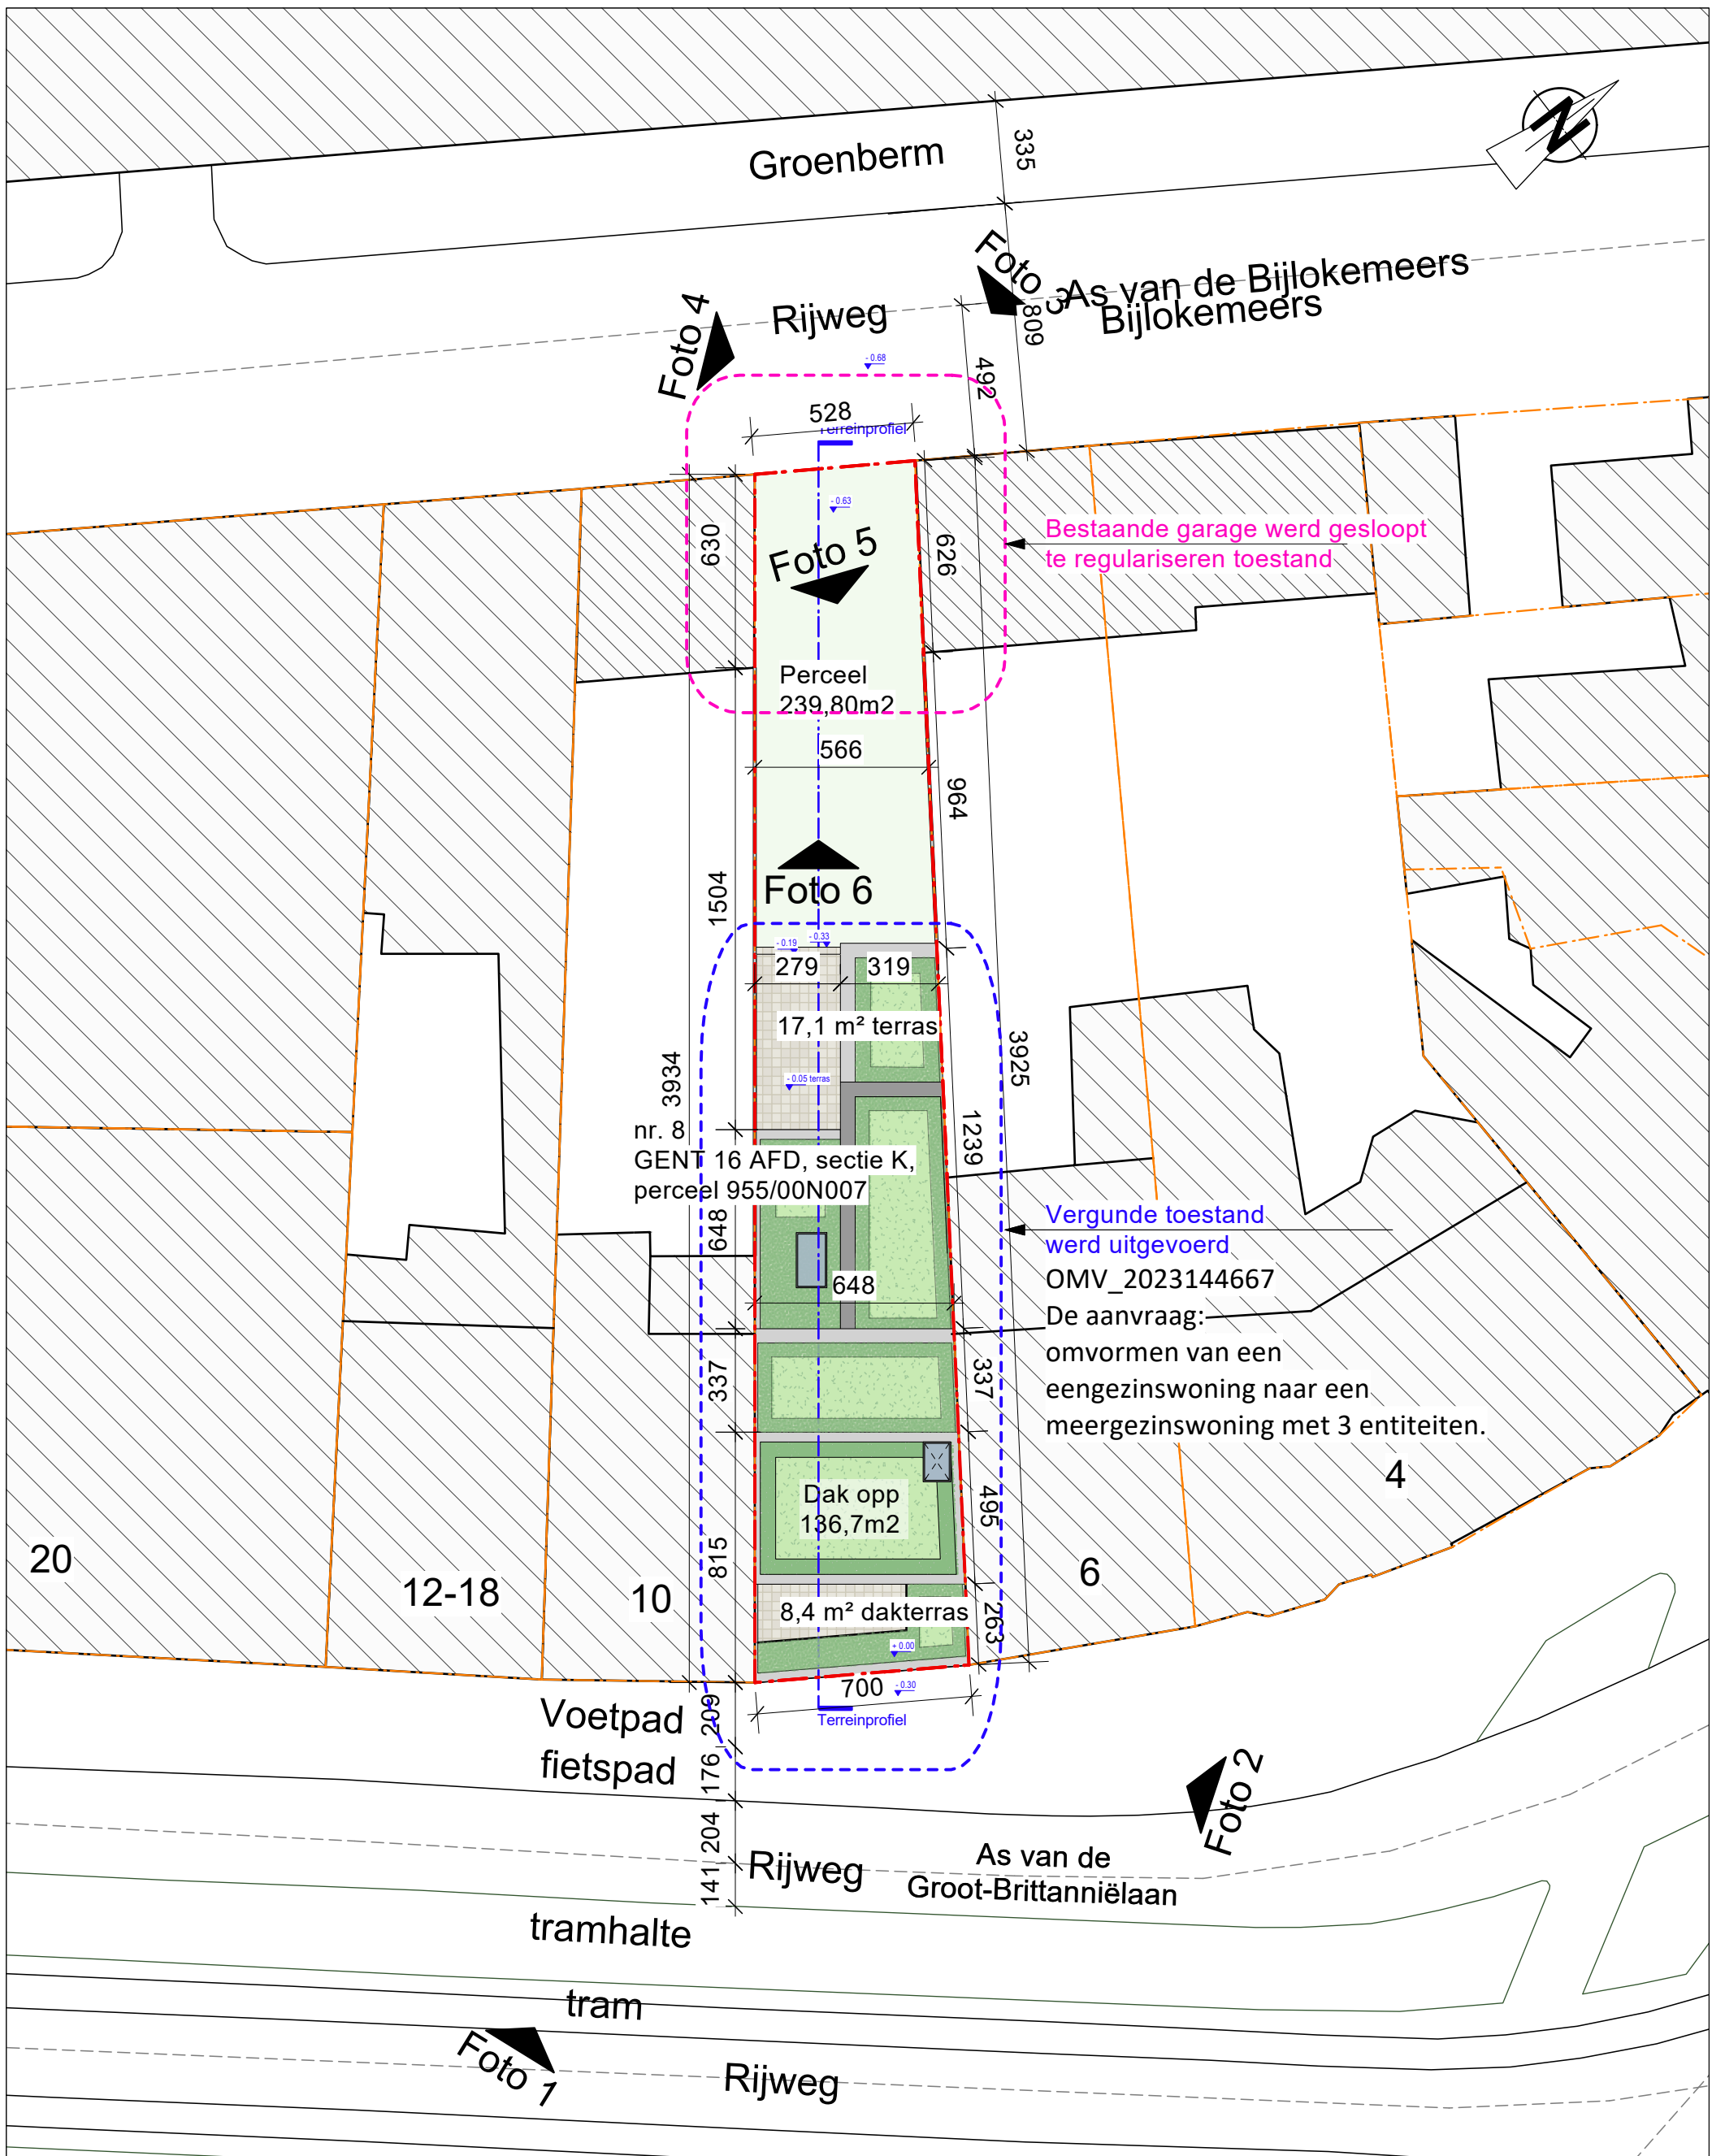 N
Groenberm
335
Foto 3
As van de Bijlokemeers
Bijlokemeers
Rijweg
809
Foto 4
492
- 0.68
528
Terreinprofiel
- 0.63
630
626
Foto 5
Bestaande garage werd gesloopt
te regulariseren toestand
Perceel
239,80m2
566
964
Foto 6
1504
- 0.19
- 0.33
279
319
17,1 m² terras
3934
3925
- 0.05 terras
nr. 8
GENT 16 AFD, sectie K,
perceel 955/00N007
1239
648
648
Vergunde toestand
werd uitgevoerd
OMV_2023144667
De aanvraag:
omvormen van een
eengezinswoning naar een
meergezinswoning met 3 entiteiten.
337
337
Dak opp
136,7m2
495
815
4
20
12-18
10
6
8,4 m² dakterras
263
+ 0.00
700
- 0.30
Terreinprofiel
Voetpad
209
fietspad
176
Foto 2
204
Rijweg
141
As van de
Groot-Brittanniëlaan
tramhalte
tram
Foto 1
Rijweg